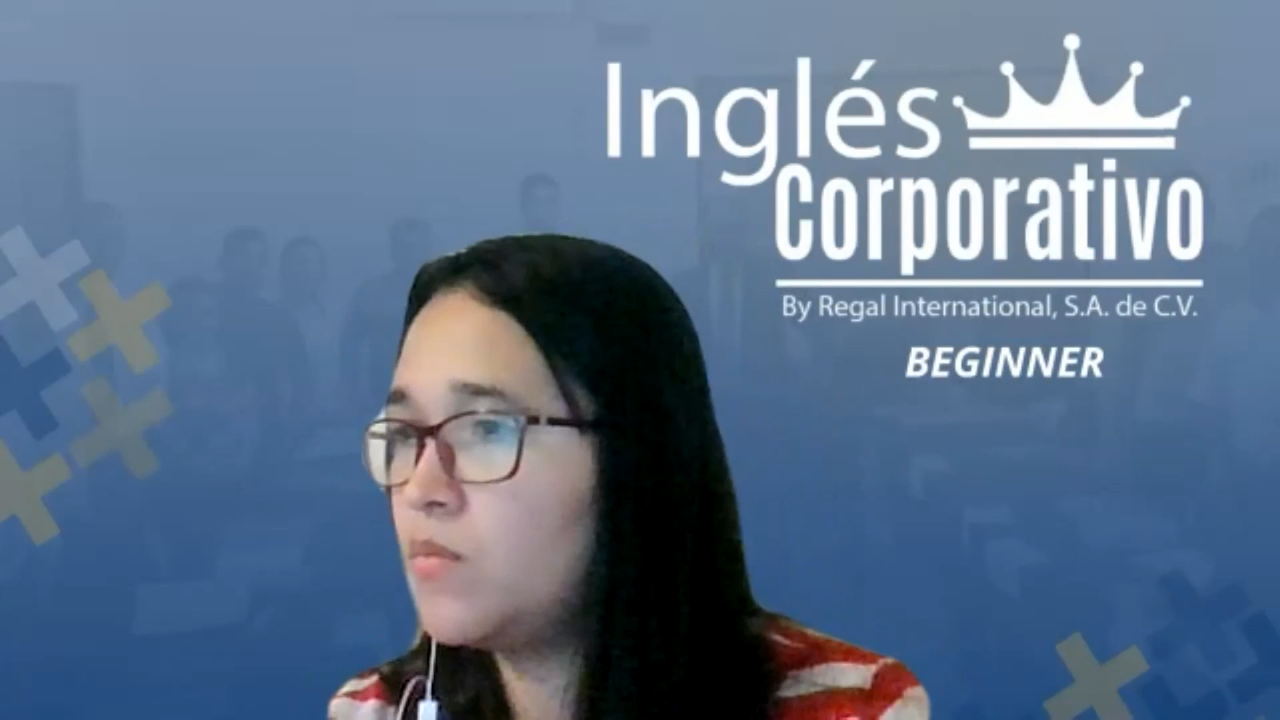 Inglés
Corporativo
By Regal International, S.A. de C.V.
BEGINNER